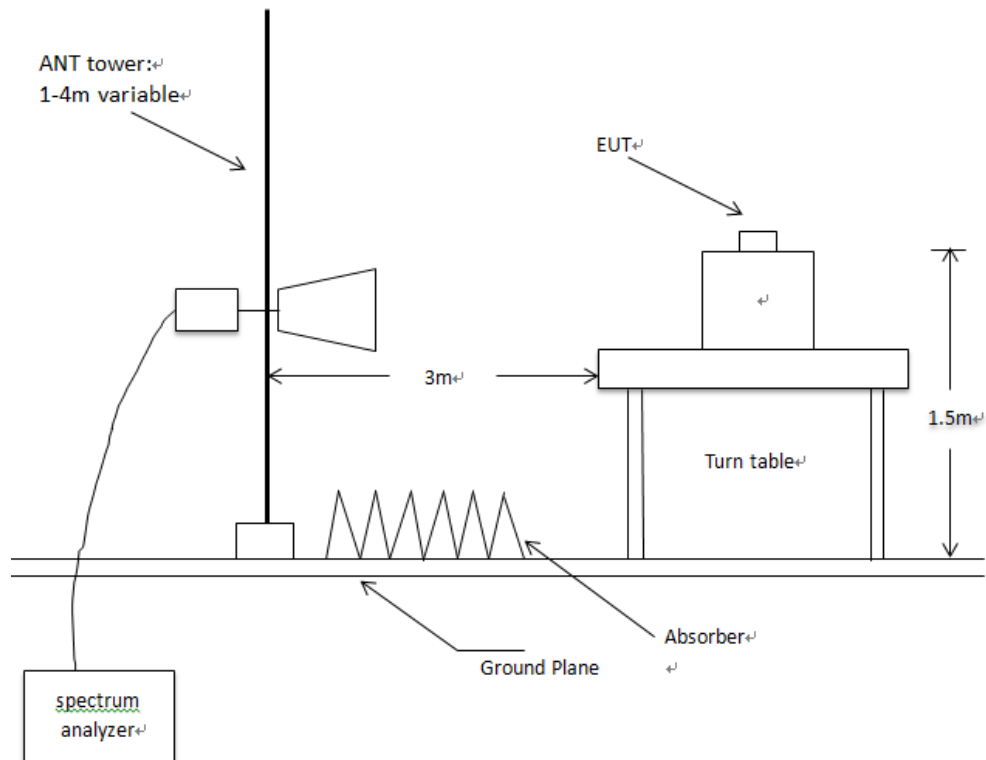 ANT tower:↵
1-4m variable↵
EUT↵
↵
3m↵
1.5m↵
Turn table↵
Absorber↵
↵
Ground Plane
spectrum
analyzer↵